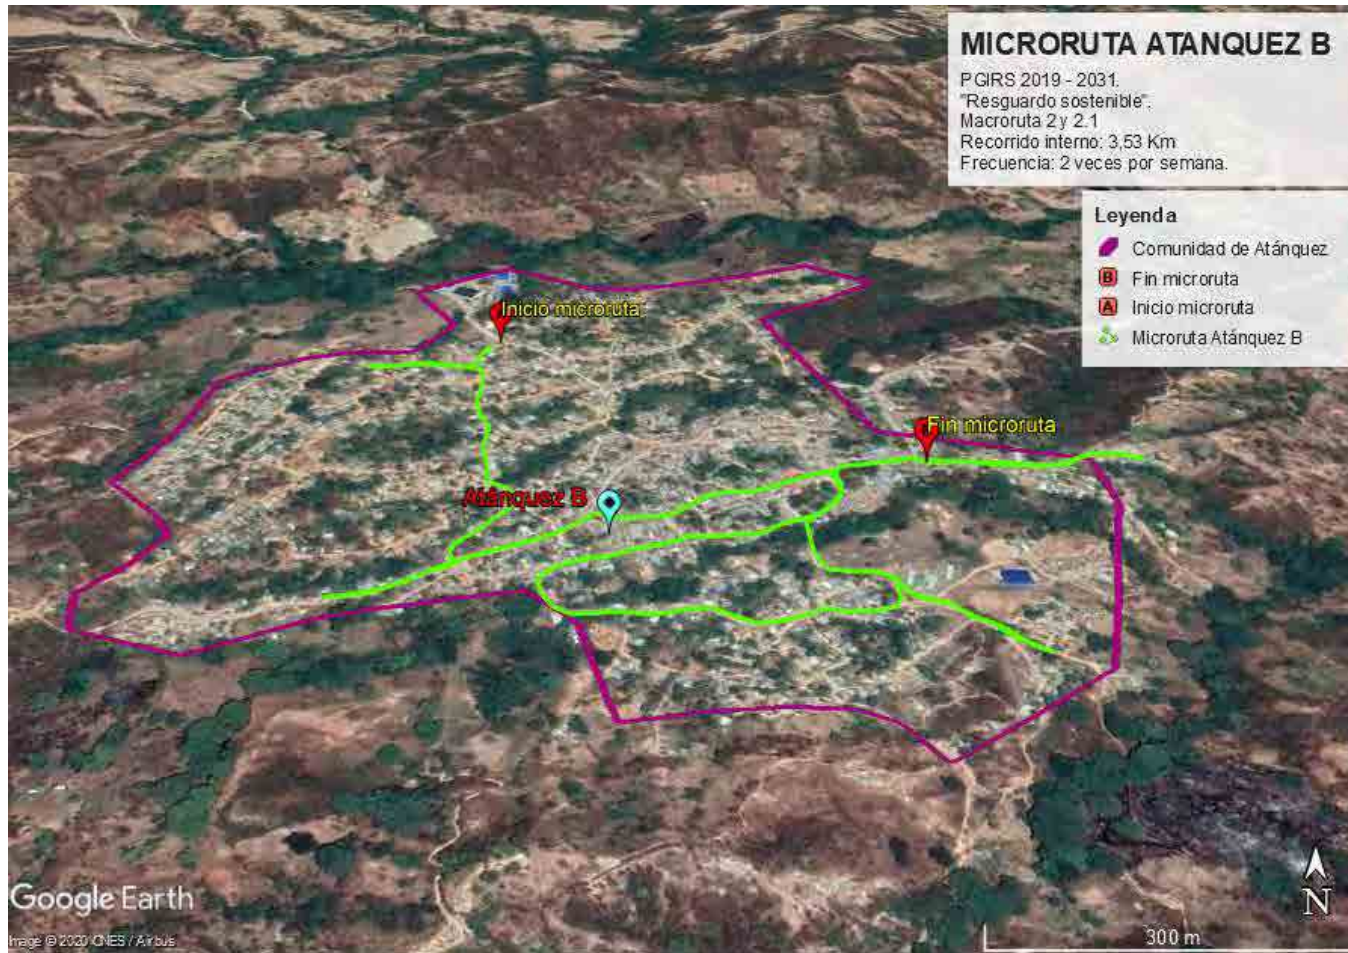 MICRORUTA ATANQUEZ B
PGIRS 2019 - 2031.
"Resguardo sostenible".
Macroruta 2 y 2.1
Recorrido interno: 3,53 Km
Frecuencia: 2 veces por semana.
Leyenda
Comunidad de Atánquez
B Fin microruta
A Inicio microruta
Microruta Atánquez B
Inicio microruta
Fin microruta
Atánquez B
Google Earth
Image © 2020 CNES / Airbus
N
300 m